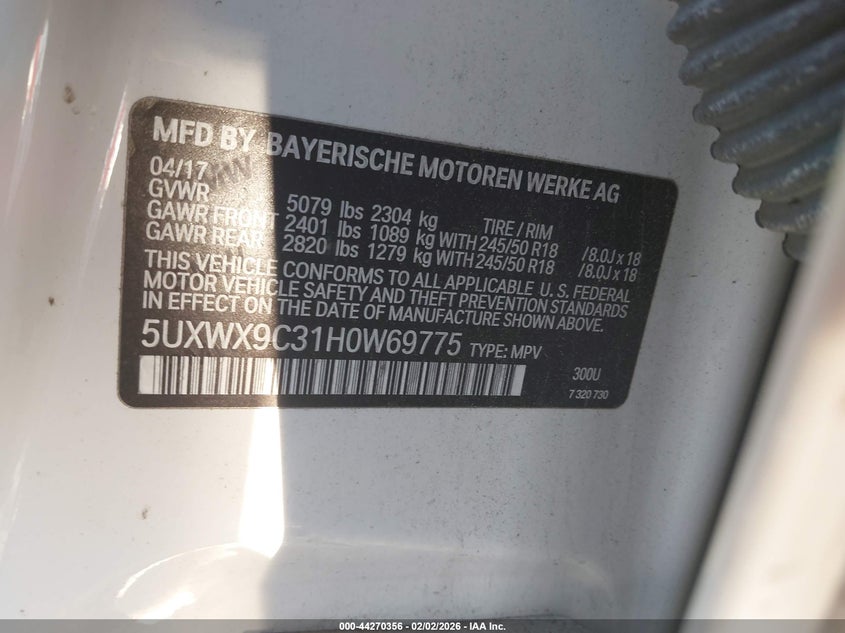 MFD BY BAYERISCHE MOTOREN WERKE AG
04/17
GVWR 5079 lbs 2304 kg TIRE / RIM
GAWR FRONT 2401 lbs 1089 kg WITH 245/50 R18 /8.0J x 18
GAWR REAR 2820 lbs 1279 kg WITH 245/50 R18 /8.0J x 18
THIS VEHICLE CONFORMS TO ALL APPLICABLE U.S. FEDERAL
MOTOR VEHICLE SAFETY AND THEFT PREVENTION STANDARDS
IN EFFECT ON THE DATE OF MANUFACTURE SHOWN ABOVE.
5UXWX9C31H0W69775 TYPE: MPV
300U
7 320 730
000-44270356 - 02/02/2026 - IAA Inc.